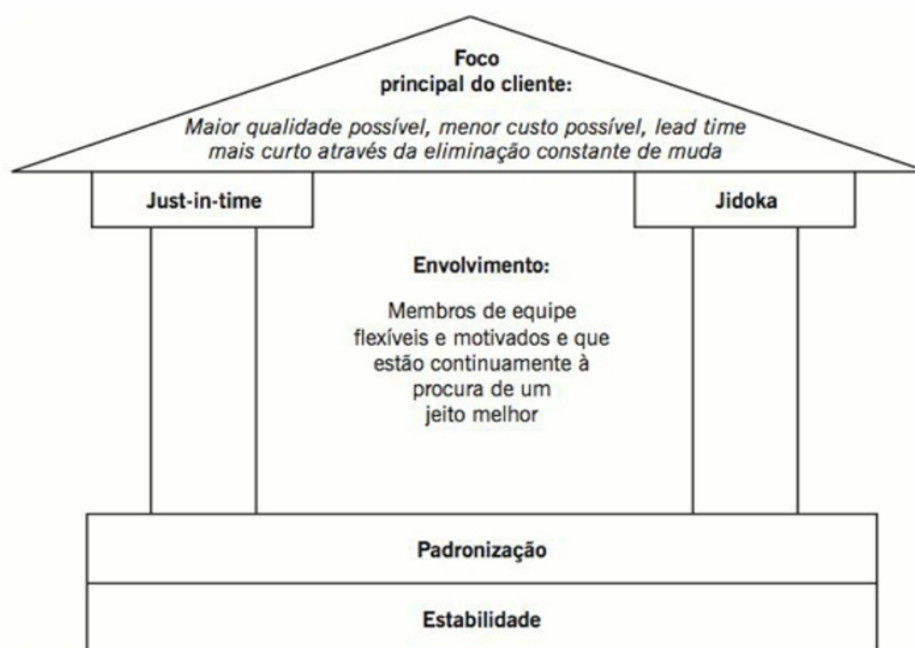 Foco
principal do cliente:
Maior qualidade possível, menor custo possível, lead time
mais curto através da eliminação constante de muda
Just-in-time
Jidoka
Envolvimento:
Membros de equipe
flexíveis e motivados e que
estão continuamente à
procura de um
jeito melhor
Padronização
Estabilidade